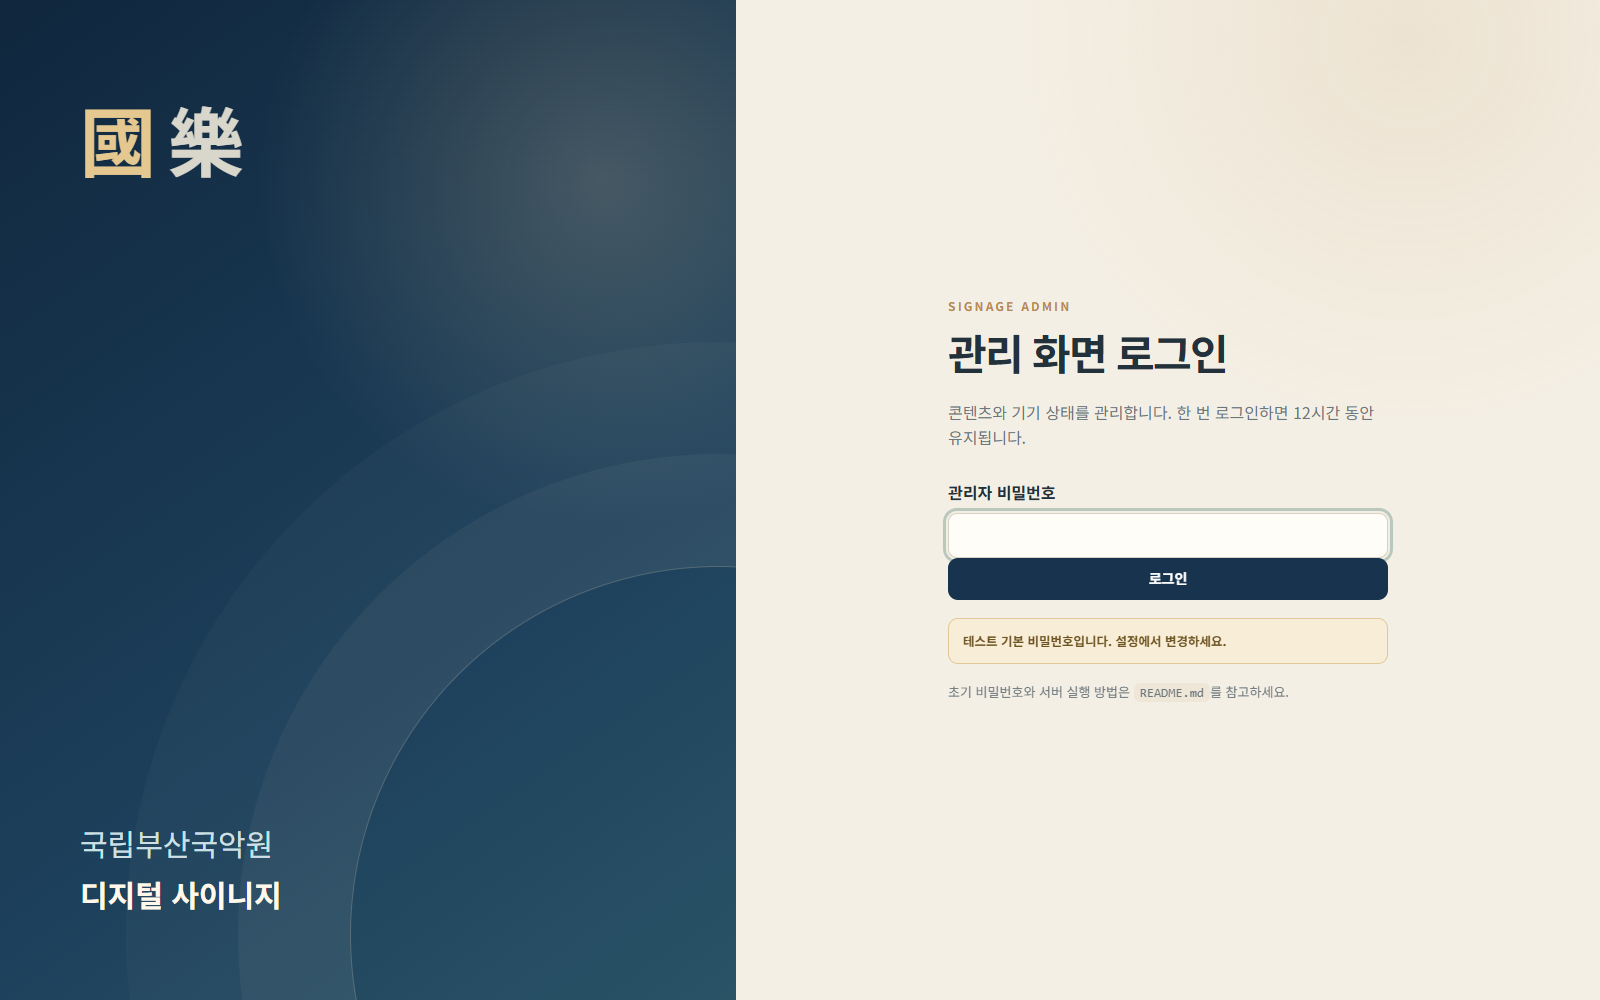 國樂
국립부산국악원
디지털 사이니지
SIGNAGE ADMIN
관리 화면 로그인
콘텐츠와 기기 상태를 관리합니다. 한 번 로그인하면 12시간 동안
유지됩니다.
관리자 비밀번호
로그인
테스트 기본 비밀번호입니다. 설정에서 변경하세요.
초기 비밀번호와 서버 실행 방법은 README.md 를 참고하세요.